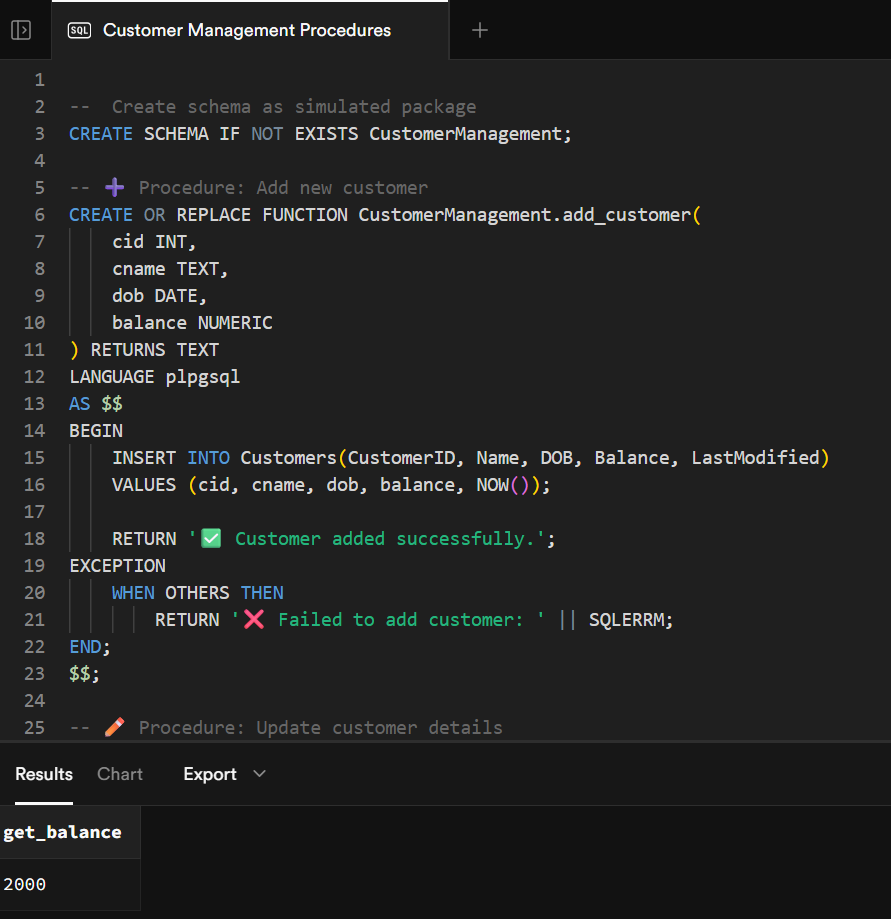 SQL Customer Management Procedures +
1
2 --  Create schema as simulated package
3 CREATE SCHEMA IF NOT EXISTS CustomerManagement;
4
5 -- ➕ Procedure: Add new customer
6 CREATE OR REPLACE FUNCTION CustomerManagement.add_customer(
7     cid INT,
8     cname TEXT,
9     dob DATE,
10     balance NUMERIC
11 ) RETURNS TEXT
12 LANGUAGE plpgsql
13 AS $$
14 BEGIN
15     INSERT INTO Customers(CustomerID, Name, DOB, Balance, LastModified)
16     VALUES (cid, cname, dob, balance, NOW());
17
18     RETURN '✅ Customer added successfully.';
19 EXCEPTION
20     WHEN OTHERS THEN
21         RETURN '❌ Failed to add customer: ' || SQLERRM;
22 END;
23 $$;
24
25 -- ✏️ Procedure: Update customer details
Results Chart Export
get_balance
2000